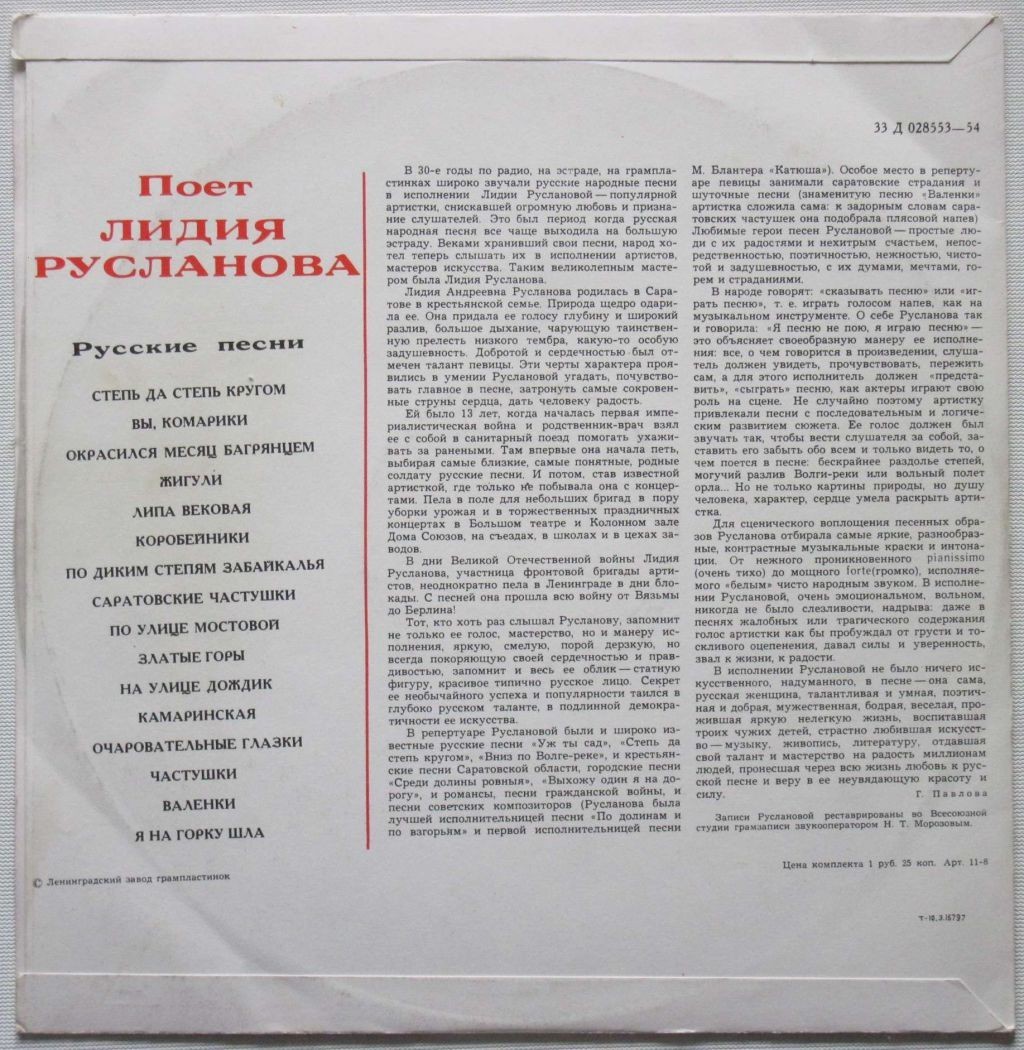 33 Д 028553—54
Поет
ЛИДИЯ
РУСЛАНОВА
Русские песни
СТЕПЬ ДА СТЕПЬ КРУГОМ
ВЫ, КОМАРИКИ
ОКРАСИЛСЯ МЕСЯЦ БАГРЯНЦЕМ
ЖИГУЛИ
ЛИПА ВЕКОВАЯ
КОРОБЕЙНИКИ
ПО ДИКИМ СТЕПЯМ ЗАБАЙКАЛЬЯ
САРАТОВСКИЕ ЧАСТУШКИ
ПО УЛИЦЕ МОСТОВОЙ
ЗЛАТЫЕ ГОРЫ
НА УЛИЦЕ ДОЖДИК
КАМАРИНСКАЯ
ОЧАРОВАТЕЛЬНЫЕ ГЛАЗКИ
ЧАСТУШКИ
ВАЛЕНКИ
Я НА ГОРКУ ШЛА
© Ленинградский завод грампластинок
В 30-е годы по радио, на эстраде, на грампла-
стинках широко звучали русские народные песни
в исполнении Лидии Руслановой — популярной
артистки, снискавшей огромную любовь и призна-
ние слушателей. Это был период когда русская
народная песня все чаще выходила на большую
эстраду. Веками хранивший свои песни, народ хо-
тел теперь слышать их в исполнении артистов,
мастеров искусства. Таким великолепным масте-
ром была Лидия Русланова.
Лидия Андреевна Русланова родилась в Сара-
тове в крестьянской семье. Природа щедро одари-
ла ее. Она придала ее голосу глубину и широкий
разлив, большое дыхание, чарующую таинствен-
ную прелесть низкого тембра, какую-то особую
задушевность. Добротой и сердечностью был от-
мечен талант певицы. Эти черты характера проя-
вились в умении Руслановой угадать, почувство-
вать главное в песне, затронуть самые сокровен-
ные струны сердца, дать человеку радость.
Ей было 13 лет, когда началась первая импе-
риалистическая война и родственник-врач взял
ее с собой в санитарный поезд помогать ухажи-
вать за ранеными. Там впервые она начала петь,
выбирая самые близкие, самые понятные, родные
солдату русские песни. И потом, став известной
артисткой, где только не побывала она с концер-
тами. Пела в поле для небольших бригад в пору
уборки урожая и в торжественных праздничных
концертах в Большом театре и Колонном зале
Дома Союзов, на съездах, в школах и в цехах за-
водов.
В дни Великой Отечественной войны Лидия
Русланова, участница фронтовой бригады арти-
стов, неоднократно пела в Ленинграде в дни бло-
кады. С песней она прошла всю войну от Вязьмы
до Берлина!
Тот, кто хоть раз слышал Русланову, запомнит
не только ее голос, мастерство, но и манеру ис-
полнения, яркую, смелую, порой дерзкую, но
всегда покоряющую своей сердечностью и прав-
дивостью, запомнит и весь ее облик — статную
фигуру, красивое типично русское лицо. Секрет
ее необычайного успеха и популярности таился в
глубоко русском таланте, в подлинной демокра-
тичности ее искусства.
В репертуаре Руслановой были и широко из-
вестные русские песни «Уж ты сад», «Степь да
степь кругом», «Вниз по Волге-реке», и крестьян-
ские песни Саратовской области, городские песни
«Среди долины ровныя», «Выхожу один я на до-
рогу», и романсы, песни гражданской войны, и
песни советских композиторов (Русланова была
лучшей исполнительницей песни «По долинам и
по взгорьям» и первой исполнительницей песни
М. Блантера «Катюша»). Особое место в реперту-
аре певицы занимали саратовские страдания и
шуточные песни (знаменитую песню «Валенки»
артистка сложила сама: к задорным словам сара-
товских частушек она подобрала плясовой напев)
Любимые герои песен Руслановой — простые лю-
ди с их радостями и нехитрым счастьем, непос-
редственностью, поэтичностью, нежностью, чисто-
той и задушевностью, с их думами, мечтами, го-
рем и страданиями.
В народе говорят: «сказывать песню» или «иг-
рать песню», т. е. играть голосом напев, как на
музыкальном инструменте. О себе Русланова так
и говорила: «Я песню не пою, я играю песню» —
это объясняет своеобразную манеру ее исполне-
ния: все, о чем говорится в произведении, слуша-
тель должен увидеть, прочувствовать, пережить
сам, а для этого исполнитель должен «предста-
вить», «сыграть» песню, как актеры играют свою
роль на сцене. Не случайно поэтому артистку
привлекали песни с последовательным и логиче-
ским развитием сюжета. Ее голос должен был
звучать так, чтобы вести слушателя за собой, за-
ставить его забыть обо всем и только видеть то, о
чем поется в песне: бескрайнее раздолье степей,
могучий разлив Волги-реки или вольный полет
орла... Но не только картины природы, но душу
человека, характер, сердце умела раскрыть арти-
стка.
Для сценического воплощения песенных обра-
зов Русланова отбирала самые яркие, разнообраз-
ные, контрастные музыкальные краски и интона-
ции. От нежного проникновенного pianissimo
(очень тихо) до мощного forte(громко), исполняе-
мого «белым» чисто народным звуком. В исполне-
нии Руслановой, очень эмоциональном, вольном,
никогда не было слезливости, надрыва: даже в
песнях жалобных или трагического содержания
голос артистки как бы пробуждал от грусти и то-
скливого оцепенения, давал силы и уверенность,
звал к жизни, к радости.
В исполнении Руслановой не было ничего ис-
кусственного, надуманного, в песне — она сама,
русская женщина, талантливая и умная, поэтич-
ная и добрая, мужественная, бодрая, веселая, про-
жившая яркую нелегкую жизнь, воспитавшая
троих чужих детей, страстно любившая искусст-
во — музыку, живопись, литературу, отдавшая
свой талант и мастерство на радость миллионам
людей, пронесшая через всю жизнь любовь к рус-
ской песне и веру в ее неувядающую красоту и
силу. Г. Павлова
Записи Руслановой реставрированы во Всесоюзной
студии грамзаписи звукооператором Н. Т. Морозовым.
Цена комплекта 1 руб. 25 коп. Арт. 11-8
Т-10, З.16797